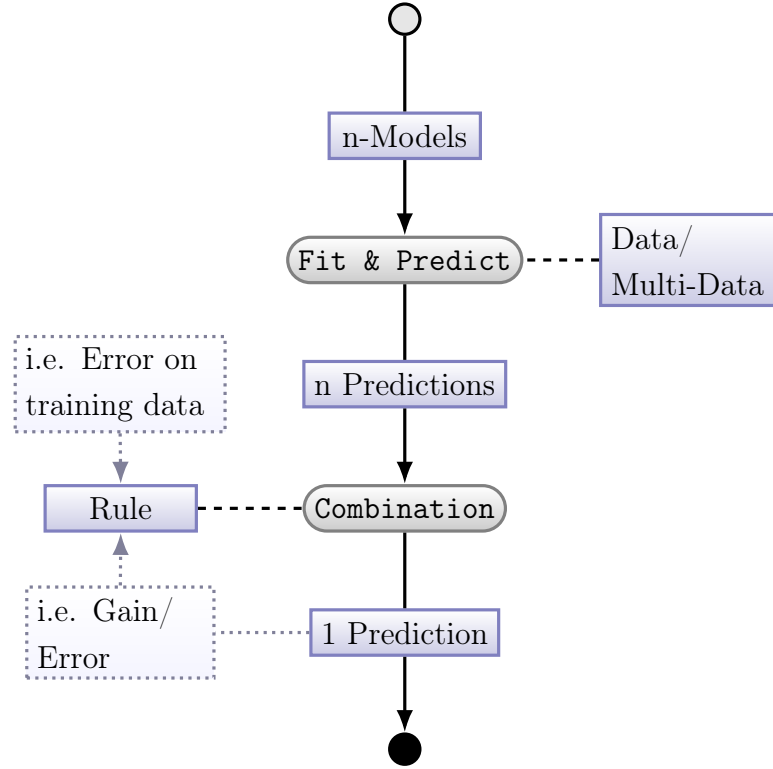 n-Models
Fit & Predict
Data/
Multi-Data
i.e. Error on
training data
n Predictions
Rule
Combination
i.e. Gain/
Error
1 Prediction